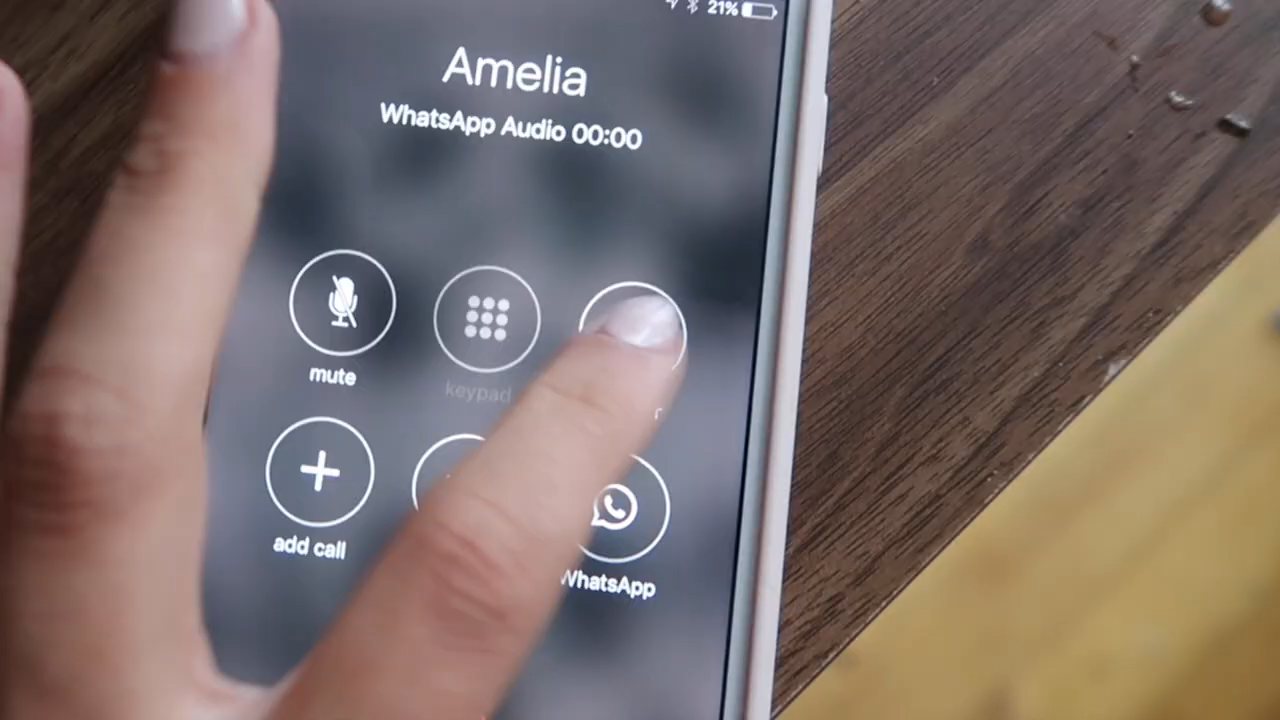 21%
Amelia
WhatsApp Audio 00:00
mute
keypad
add call
WhatsApp